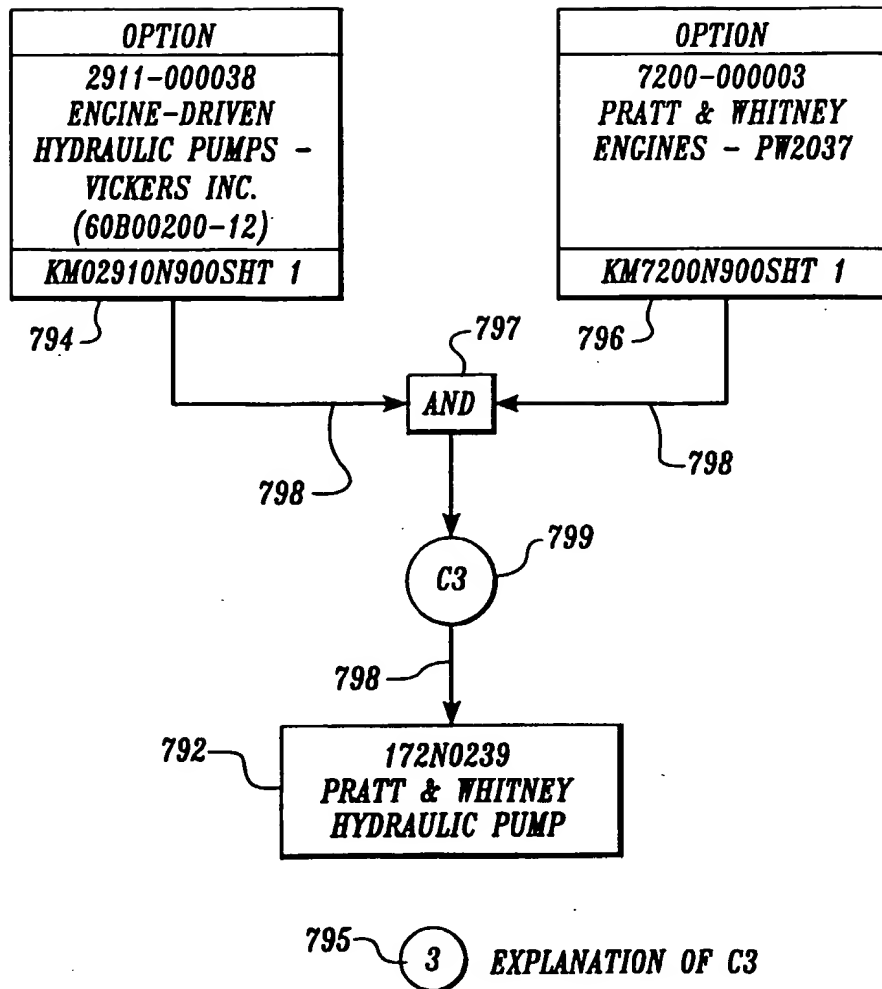 OPTION
2911-000038
ENGINE-DRIVEN
HYDRAULIC PUMPS -
VICKERS INC.
(60B00200-12)
KM02910N900SHT 1
794
OPTION
7200-000003
PRATT & WHITNEY
ENGINES - PW2037
KM7200N900SHT 1
796
797
AND
798
798
C3
799
798
792
172N0239
PRATT & WHITNEY
HYDRAULIC PUMP
795
3 EXPLANATION OF C3